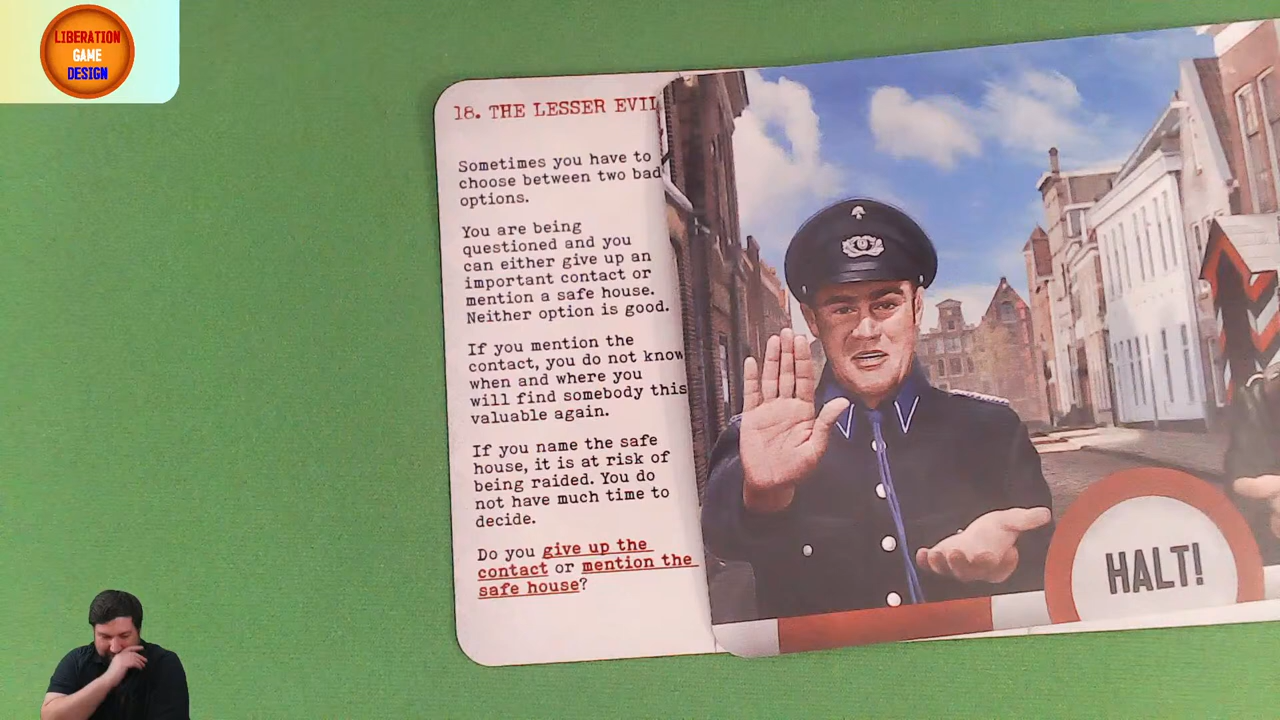 LIBERATION
GAME
DESIGN
18. THE LESSER EVIL
Sometimes you have to
choose between two bad
options.
You are being
questioned and you
can either give up an
important contact or
mention a safe house.
Neither option is good.
If you mention the
contact, you do not know
when and where you
will find somebody this
valuable again.
If you name the safe
house, it is at risk of
being raided. You do
not have much time to
decide.
Do you give up the
contact or mention the
safe house?
HALT!